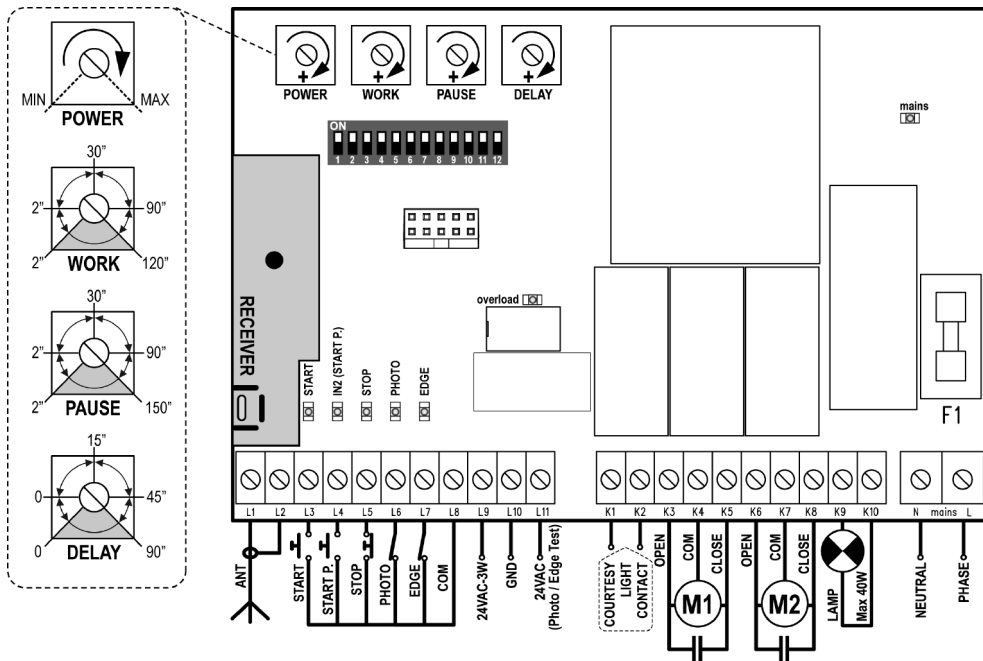 MIN
MAX
POWER
30”
2”
90”
2”
120”
WORK
30”
2”
90”
2”
150”
PAUSE
15”
0
45”
0
90”
DELAY
+
+
+
+
POWER
WORK
PAUSE
DELAY
ON
1 2 3 4 5 6 7 8 9 10 11 12
mains
RECEIVER
overload
START
IN2 (START P.)
STOP
PHOTO
EDGE
F1
L1 L2 L3 L4 L5 L6 L7 L8 L9 L10 L11
K1 K2 K3 K4 K5 K6 K7 K8 K9 K10
N mains L
ANT
START
START P.
STOP
PHOTO
EDGE
COM
24VAC-3W
GND
24VAC
(Photo / Edge Test)
COURTESY
LIGHT
CONTACT
OPEN
COM
CLOSE
M1
OPEN
COM
CLOSE
M2
LAMP
Max 40W
NEUTRAL
PHASE